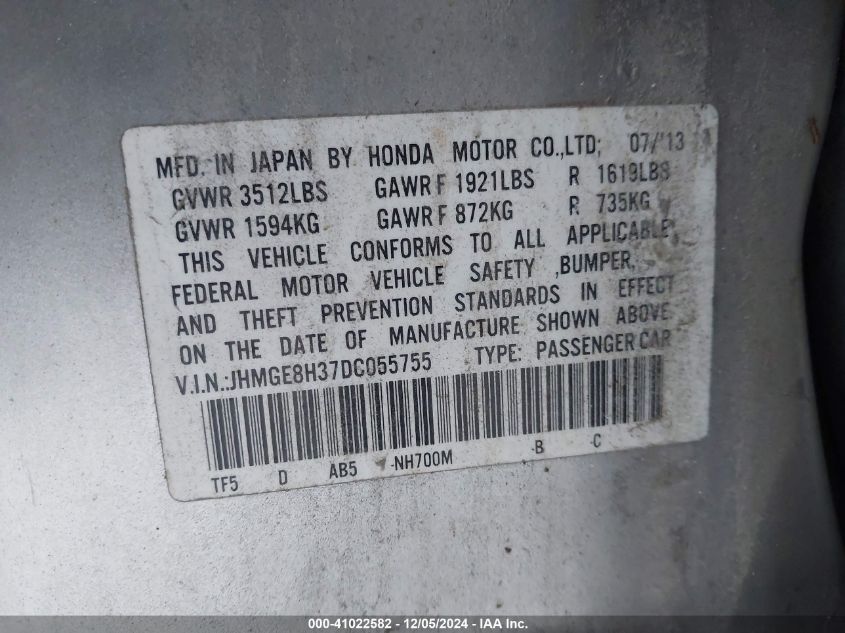 MFD. IN JAPAN BY HONDA MOTOR CO.,LTD; 07/'13
GVWR 3512LBS GAWR F 1921LBS R 1619LBS
GVWR 1594KG GAWR F 872KG R 735KG
THIS VEHICLE CONFORMS TO ALL APPLICABLE
FEDERAL MOTOR VEHICLE SAFETY ,BUMPER,
AND THEFT PREVENTION STANDARDS IN EFFECT
ON THE DATE OF MANUFACTURE SHOWN ABOVE
V.I.N.:JHMGE8H37DC055755 TYPE: PASSENGER CAR
TF5 D AB5 -NH700M -B -C
000-41022582 - 12/05/2024 - IAA Inc.